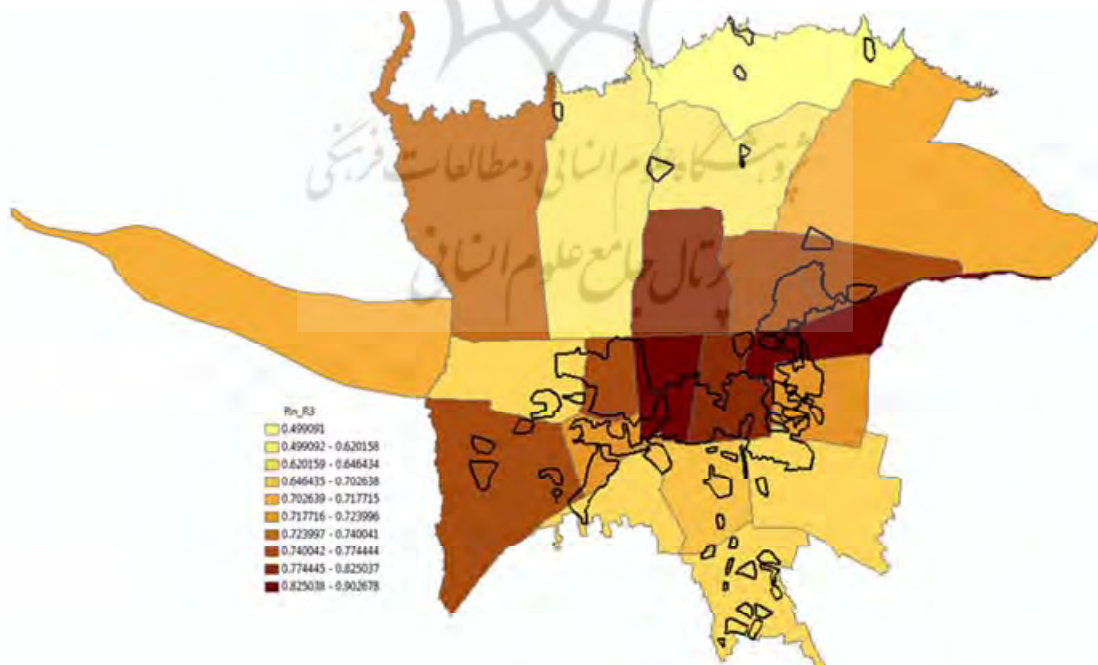 پژوهشگاه علوم انسانی و مطالعات فرهنگی
پرتال جامع علوم انسانی
Rin_R3
0.499091
0.499092 - 0.620158
0.620159 - 0.646434
0.646435 - 0.702638
0.702639 - 0.717715
0.717716 - 0.723996
0.723997 - 0.740041
0.740042 - 0.774444
0.774445 - 0.825037
0.825038 - 0.902678